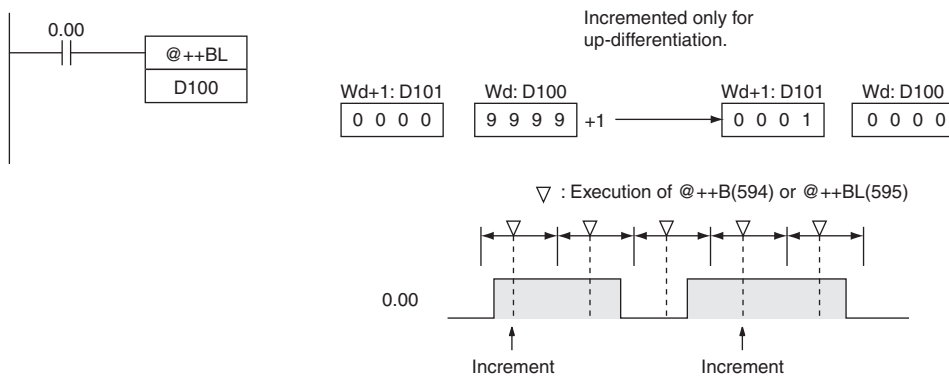 0.00
@++BL
D100
Incremented only for
up-differentiation.
Wd+1: D101 Wd: D100 Wd+1: D101 Wd: D100
0 0 0 0 9 9 9 9 +1 0 0 0 1 0 0 0 0
: Execution of @++B(594) or @++BL(595)
0.00
Increment Increment